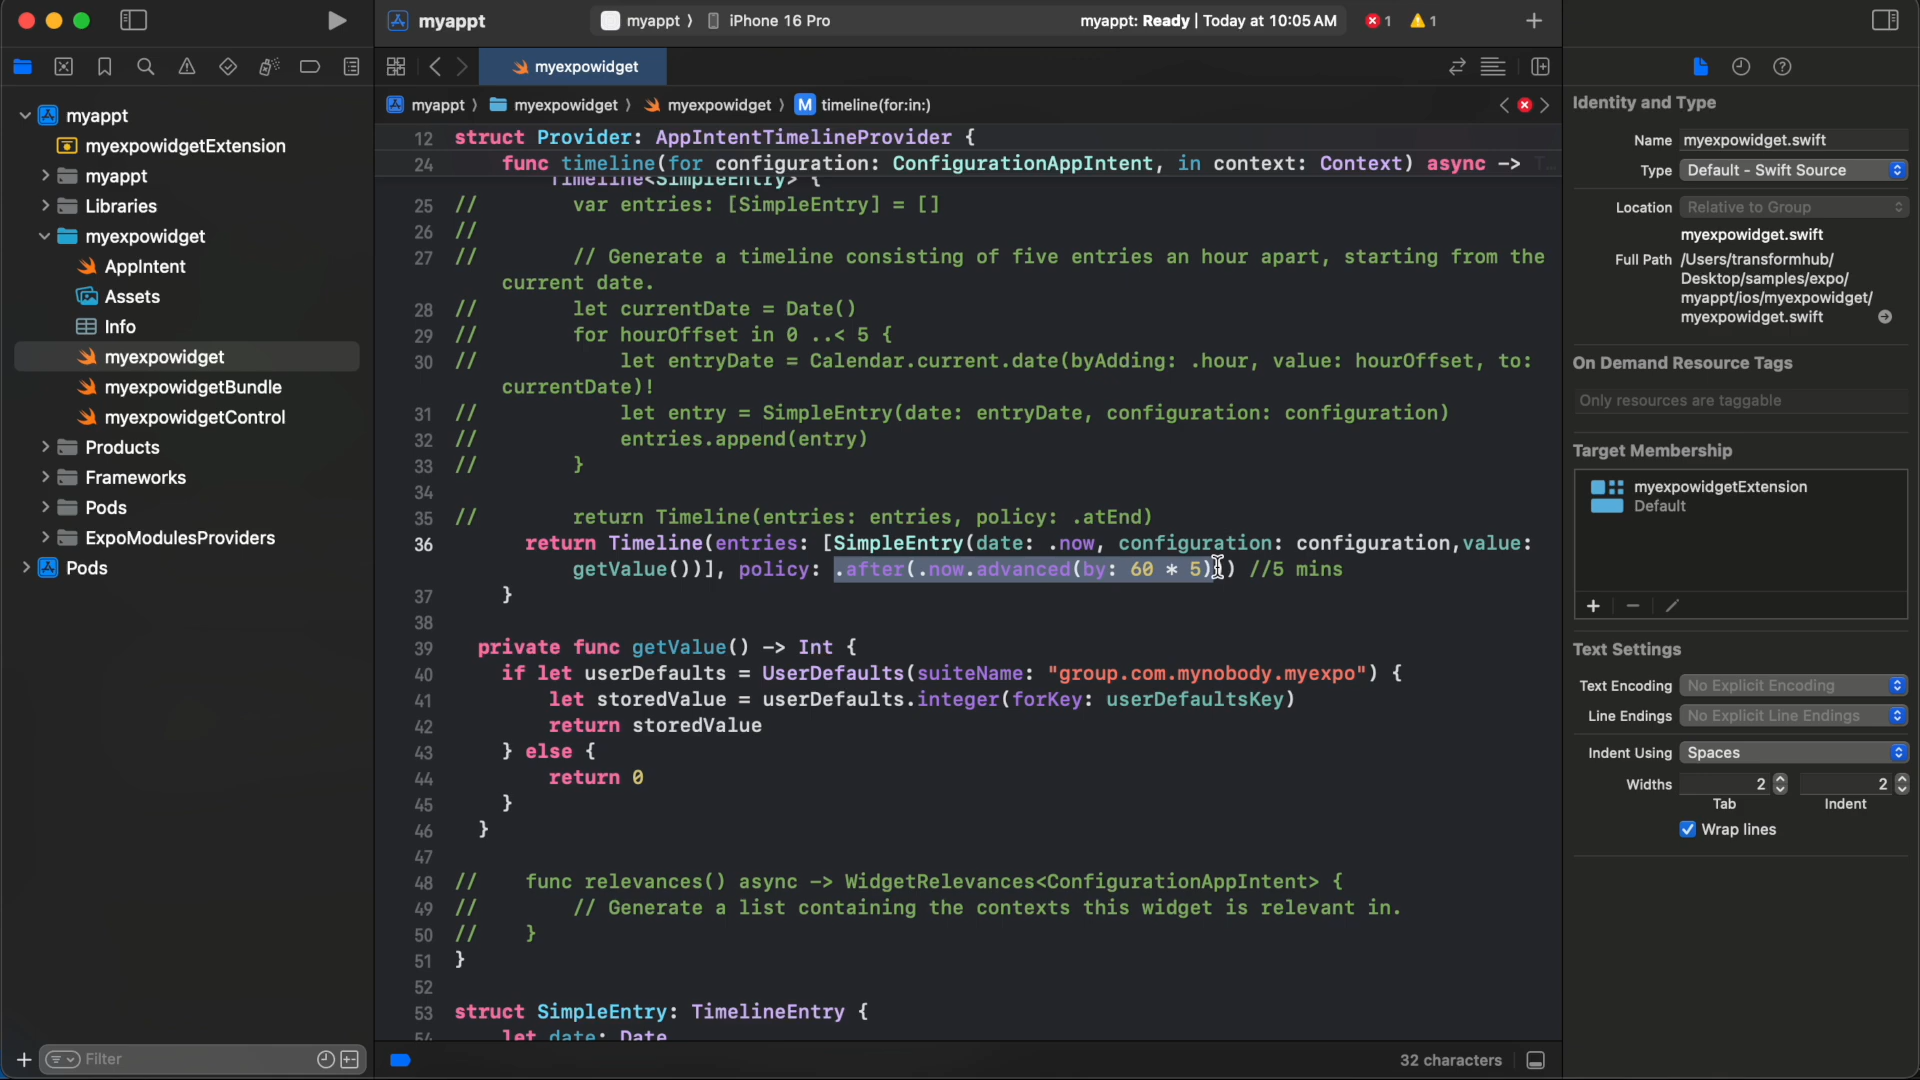 myappt
myappt 〉 iPhone 16 Pro
myappt: Ready | Today at 10:05 AM
1
1
myexpowidget
myappt 〉 myexpowidget 〉 myexpowidget 〉 M timeline(for:in:)
myappt
myexpowidgetExtension
myappt
Libraries
myexpowidget
AppIntent
Assets
Info
myexpowidget
myexpowidgetBundle
myexpowidgetControl
Products
Frameworks
Pods
ExpoModulesProviders
Pods
Filter
12 struct Provider: AppIntentTimelineProvider {
24 func timeline(for configuration: ConfigurationAppIntent, in context: Context) async -> T…
Timeline<SimpleEntry> {
25 // var entries: [SimpleEntry] = []
26 //
27 // // Generate a timeline consisting of five entries an hour apart, starting from the
current date.
28 // let currentDate = Date()
29 // for hourOffset in 0 ..< 5 {
30 // let entryDate = Calendar.current.date(byAdding: .hour, value: hourOffset, to:
currentDate)!
31 // let entry = SimpleEntry(date: entryDate, configuration: configuration)
32 // entries.append(entry)
33 // }
34
35 // return Timeline(entries: entries, policy: .atEnd)
36 return Timeline(entries: [SimpleEntry(date: .now, configuration: configuration,value:
getValue())], policy: .after(.now.advanced(by: 60 * 5))) //5 mins
37 }
38
39 private func getValue() -> Int {
40 if let userDefaults = UserDefaults(suiteName: "group.com.mynobody.myexpo") {
41 let storedValue = userDefaults.integer(forKey: userDefaultsKey)
42 return storedValue
43 } else {
44 return 0
45 }
46 }
47
48 // func relevances() async -> WidgetRelevances<ConfigurationAppIntent> {
49 // // Generate a list containing the contexts this widget is relevant in.
50 // }
51 }
52
53 struct SimpleEntry: TimelineEntry {
54 let date: Date
32 characters
Identity and Type
Name myexpowidget.swift
Type Default - Swift Source
Location Relative to Group
myexpowidget.swift
Full Path /Users/transformhub/
Desktop/samples/expo/
myappt/ios/myexpowidget/
myexpowidget.swift
On Demand Resource Tags
Only resources are taggable
Target Membership
myexpowidgetExtension
Default
Text Settings
Text Encoding No Explicit Encoding
Line Endings No Explicit Line Endings
Indent Using Spaces
Widths 2 2
Tab Indent
Wrap lines